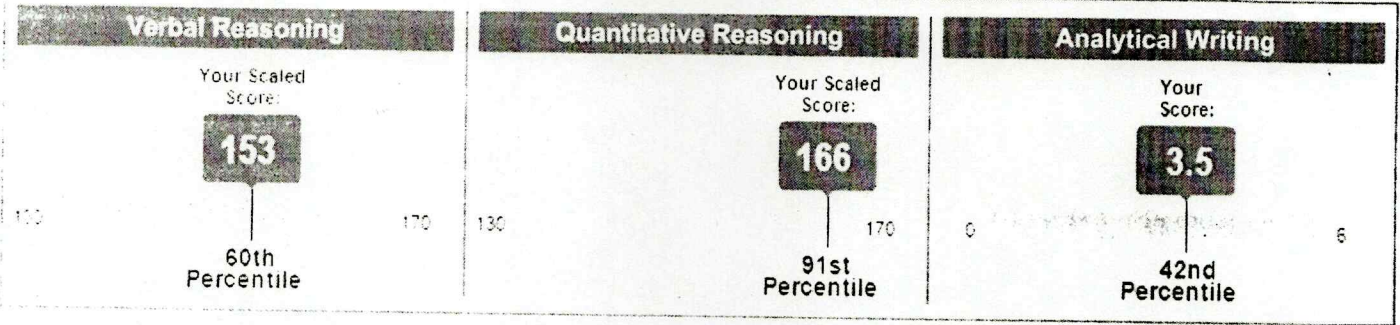 Verbal Reasoning
Your Scaled
Score:
153
170
60th
Percentile
Quantitative Reasoning
Your Scaled
Score:
166
130
170
91st
Percentile
Analytical Writing
Your
Score:
3.5
0
6
42nd
Percentile